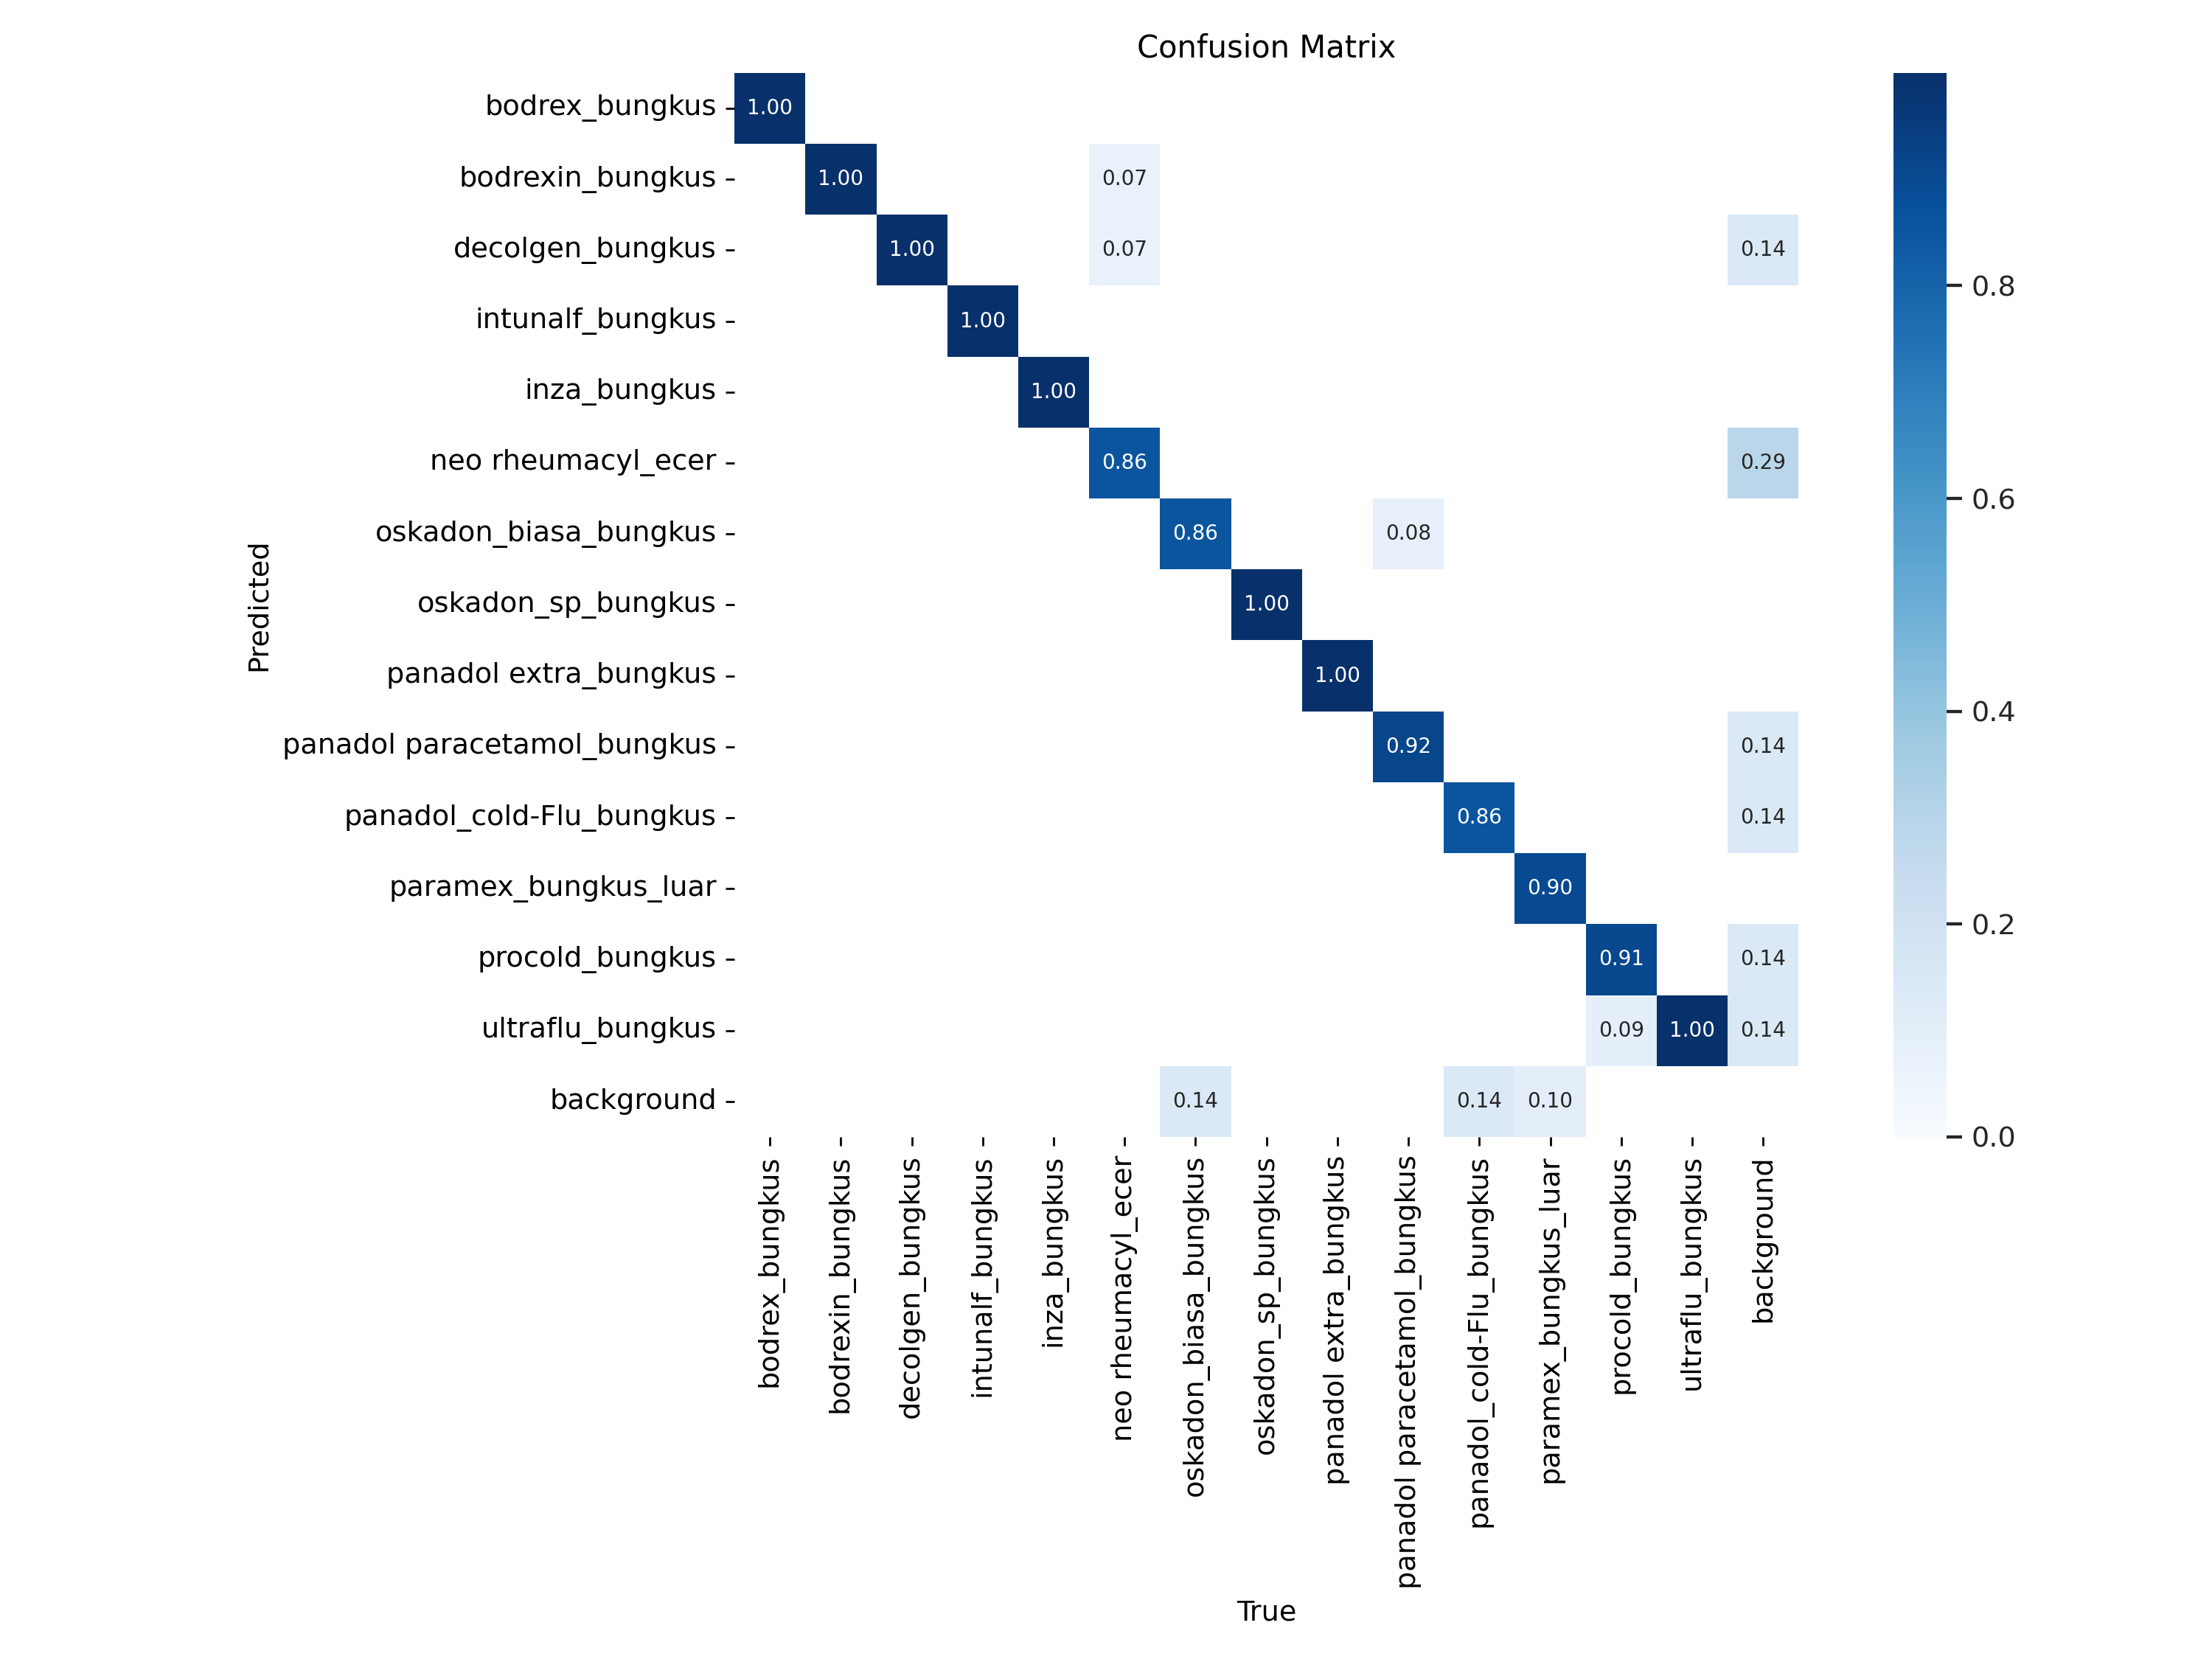 Confusion Matrix
bodrex_bungkus 1.00
bodrexin_bungkus 1.00 0.07
decolgen_bungkus 1.00 0.07 0.14
intunalf_bungkus 1.00
inza_bungkus 1.00
neo rheumacyl_ecer 0.86 0.29
oskadon_biasa_bungkus 0.86 0.08
oskadon_sp_bungkus 1.00
panadol extra_bungkus 1.00
panadol paracetamol_bungkus 0.92 0.14
panadol_cold-Flu_bungkus 0.86 0.14
paramex_bungkus_luar 0.90
procold_bungkus 0.91 0.14
ultraflu_bungkus 0.09 1.00 0.14
background 0.14 0.14 0.10
Predicted
bodrex_bungkus
bodrexin_bungkus
decolgen_bungkus
intunalf_bungkus
inza_bungkus
neo rheumacyl_ecer
oskadon_biasa_bungkus
oskadon_sp_bungkus
panadol extra_bungkus
panadol paracetamol_bungkus
panadol_cold-Flu_bungkus
paramex_bungkus_luar
procold_bungkus
ultraflu_bungkus
background
True
0.8
0.6
0.4
0.2
0.0